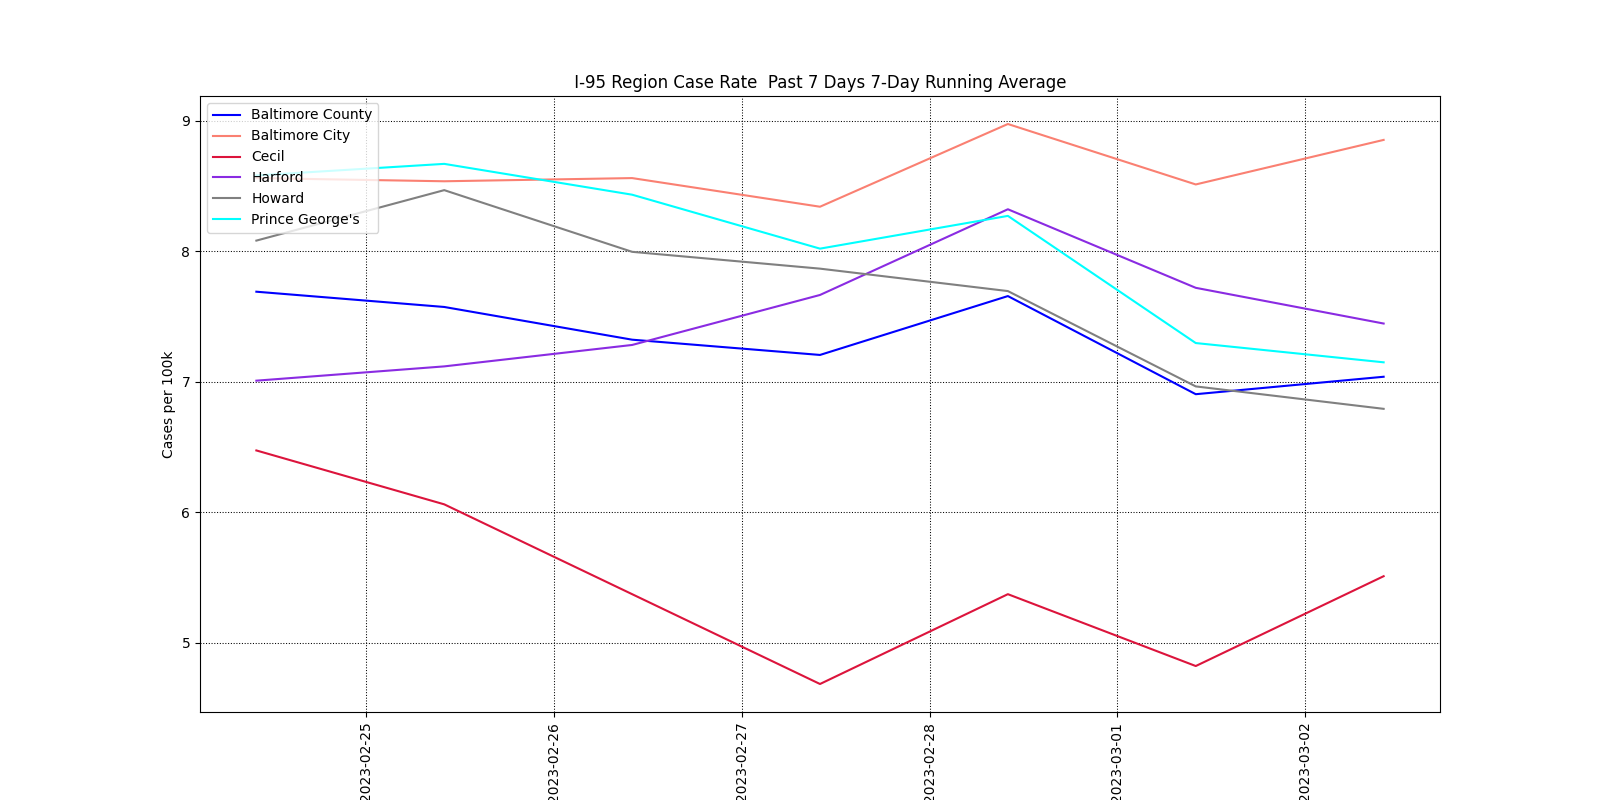 I-95 Region Case Rate  Past 7 Days 7-Day Running Average
Baltimore County
Baltimore City
Cecil
Harford
Howard
Prince George's
9
8
7
6
5
Cases per 100k
2023-02-25
2023-02-26
2023-02-27
2023-02-28
2023-03-01
2023-03-02